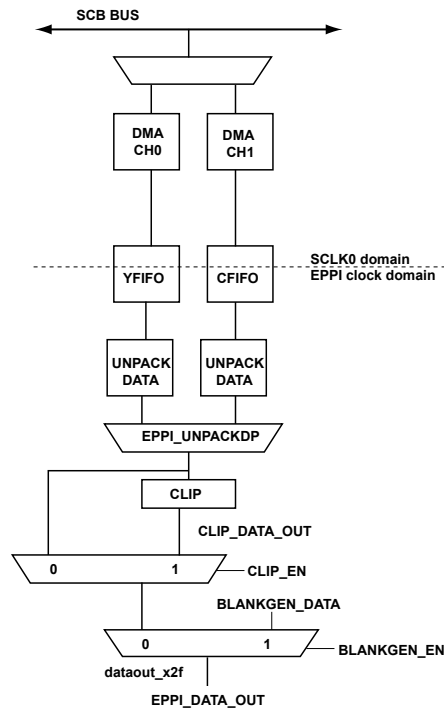 SCB BUS
DMA
CH0
DMA
CH1
SCLK0 domain
EPPI clock domain
YFIFO
CFIFO
UNPACK
DATA
UNPACK
DATA
EPPI_UNPACKDP
CLIP
CLIP_DATA_OUT
0
1
CLIP_EN
BLANKGEN_DATA
0
1
BLANKGEN_EN
dataout_x2f
EPPI_DATA_OUT